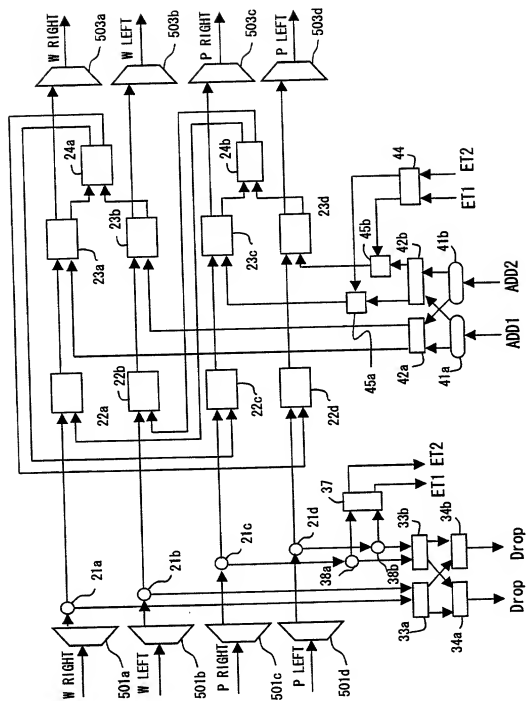 W RIGHT
W LEFT
P RIGHT
P LEFT
503a
503b
503c
503d
24a
24b
23a
23b
23c
23d
44
ET1
ET2
45b
45a
42b
42a
41b
41a
ADD1
ADD2
22a
22b
22c
22d
37
ET1
ET2
21a
21b
21c
21d
38a
38b
33a
33b
34a
34b
Drop
Drop
W RIGHT
501a
W LEFT
501b
P RIGHT
501c
P LEFT
501d